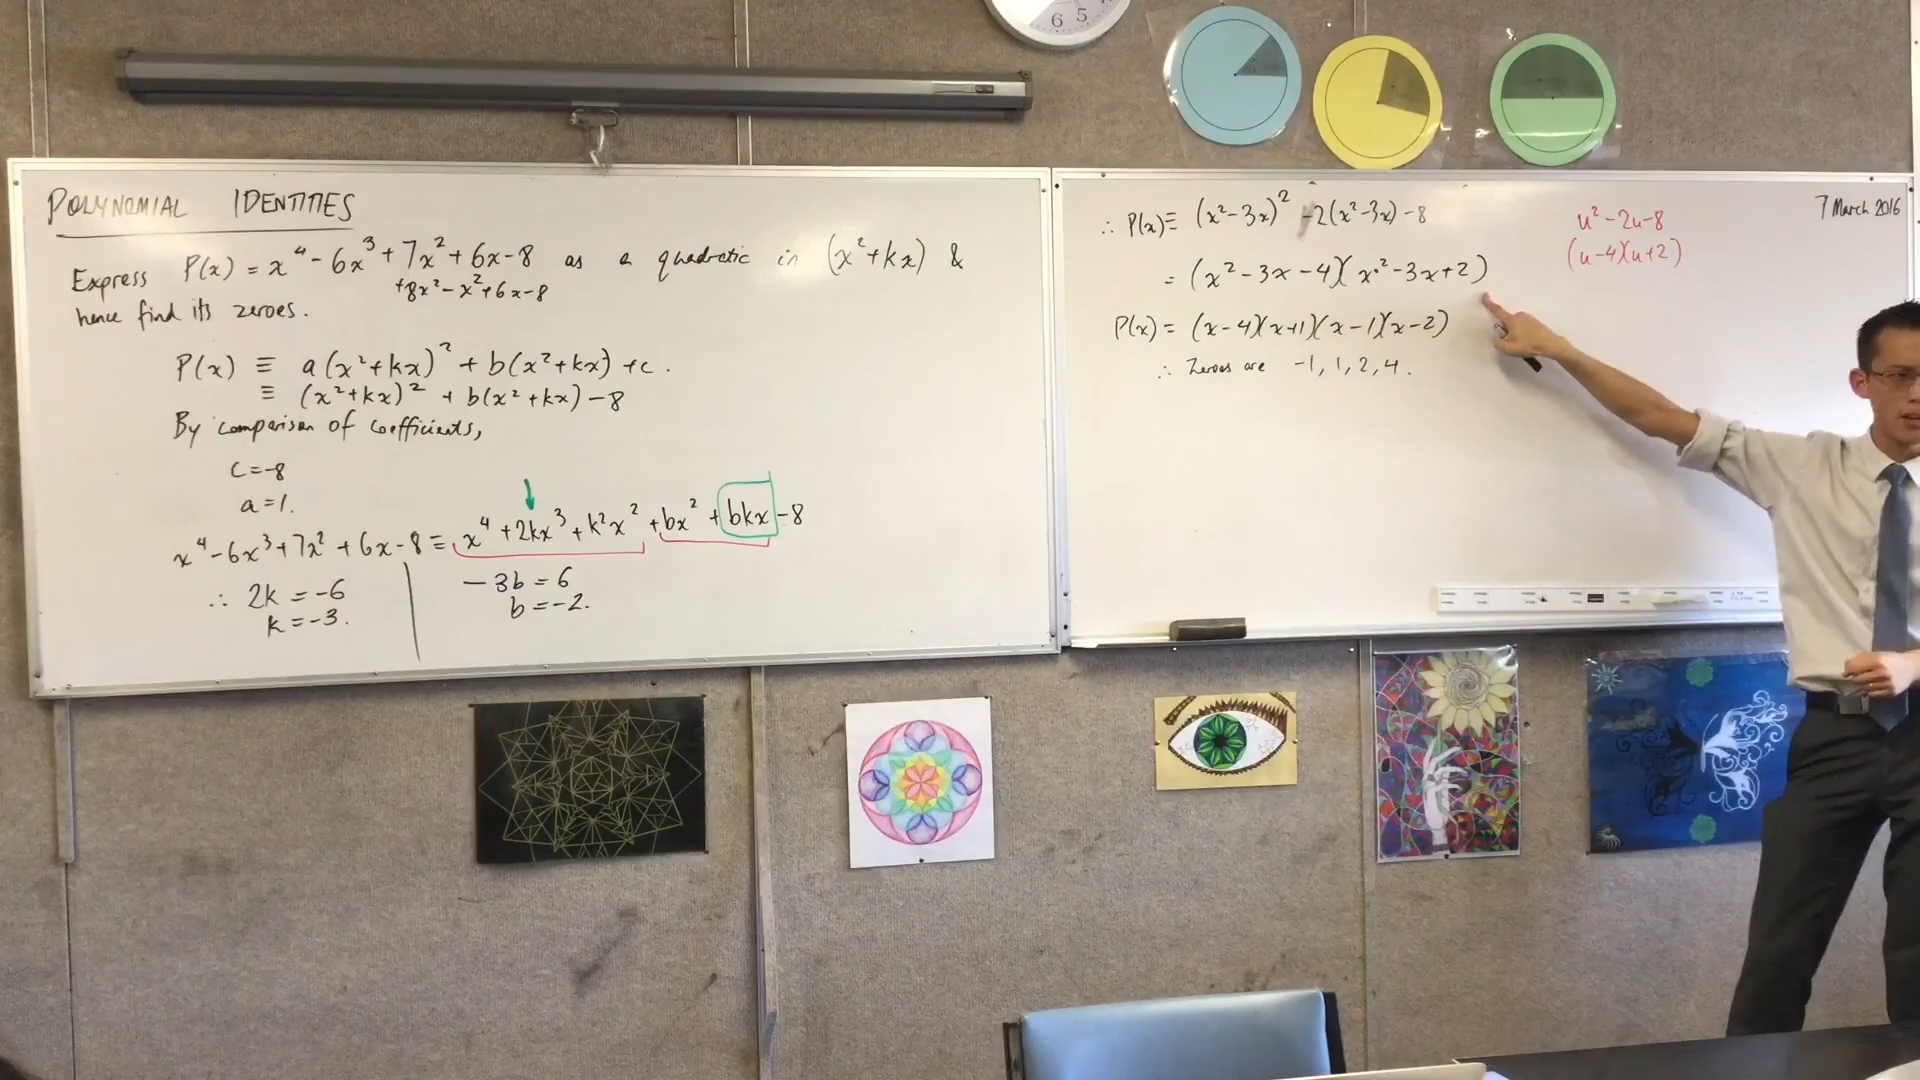 6 5
POLYNOMIAL IDENTITIES
Express P(x) = x⁴ - 6x³ + 7x² + 6x - 8 as a quadratic in (x² + kx) &
+8x² - x² + 6x - 8
hence find its zeroes.
P(x) ≡ a(x² + kx)² + b(x² + kx) + c.
≡ (x² + kx)² + b(x² + kx) - 8
By comparison of coefficients,
c = -8
a = 1.
x⁴ - 6x³ + 7x² + 6x - 8 ≡ x⁴ + 2kx³ + k²x² + bx² + bkx - 8
∴ 2k = -6
k = -3.
- 3b = 6
b = -2.
7 March 2016
∴ P(x) ≡ (x² - 3x)² - 2(x² - 3x) - 8
= (x² - 3x - 4)(x² - 3x + 2)
P(x) = (x - 4)(x + 1)(x - 1)(x - 2)
∴ Zeroes are -1, 1, 2, 4.
u² - 2u - 8
(u - 4)(u + 2)